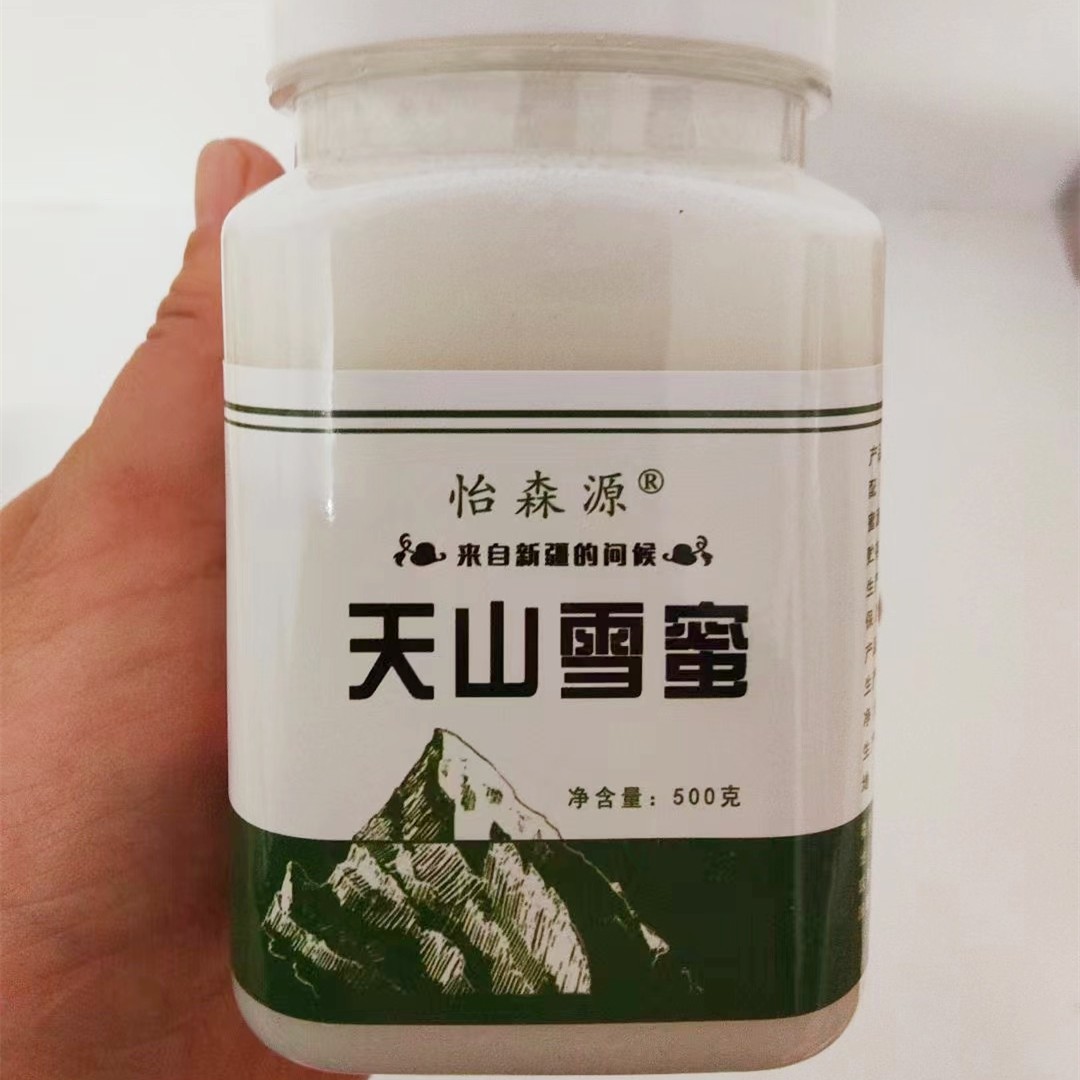 怡森源®
来自新疆的问候
天山雪蜜
净含量：500克